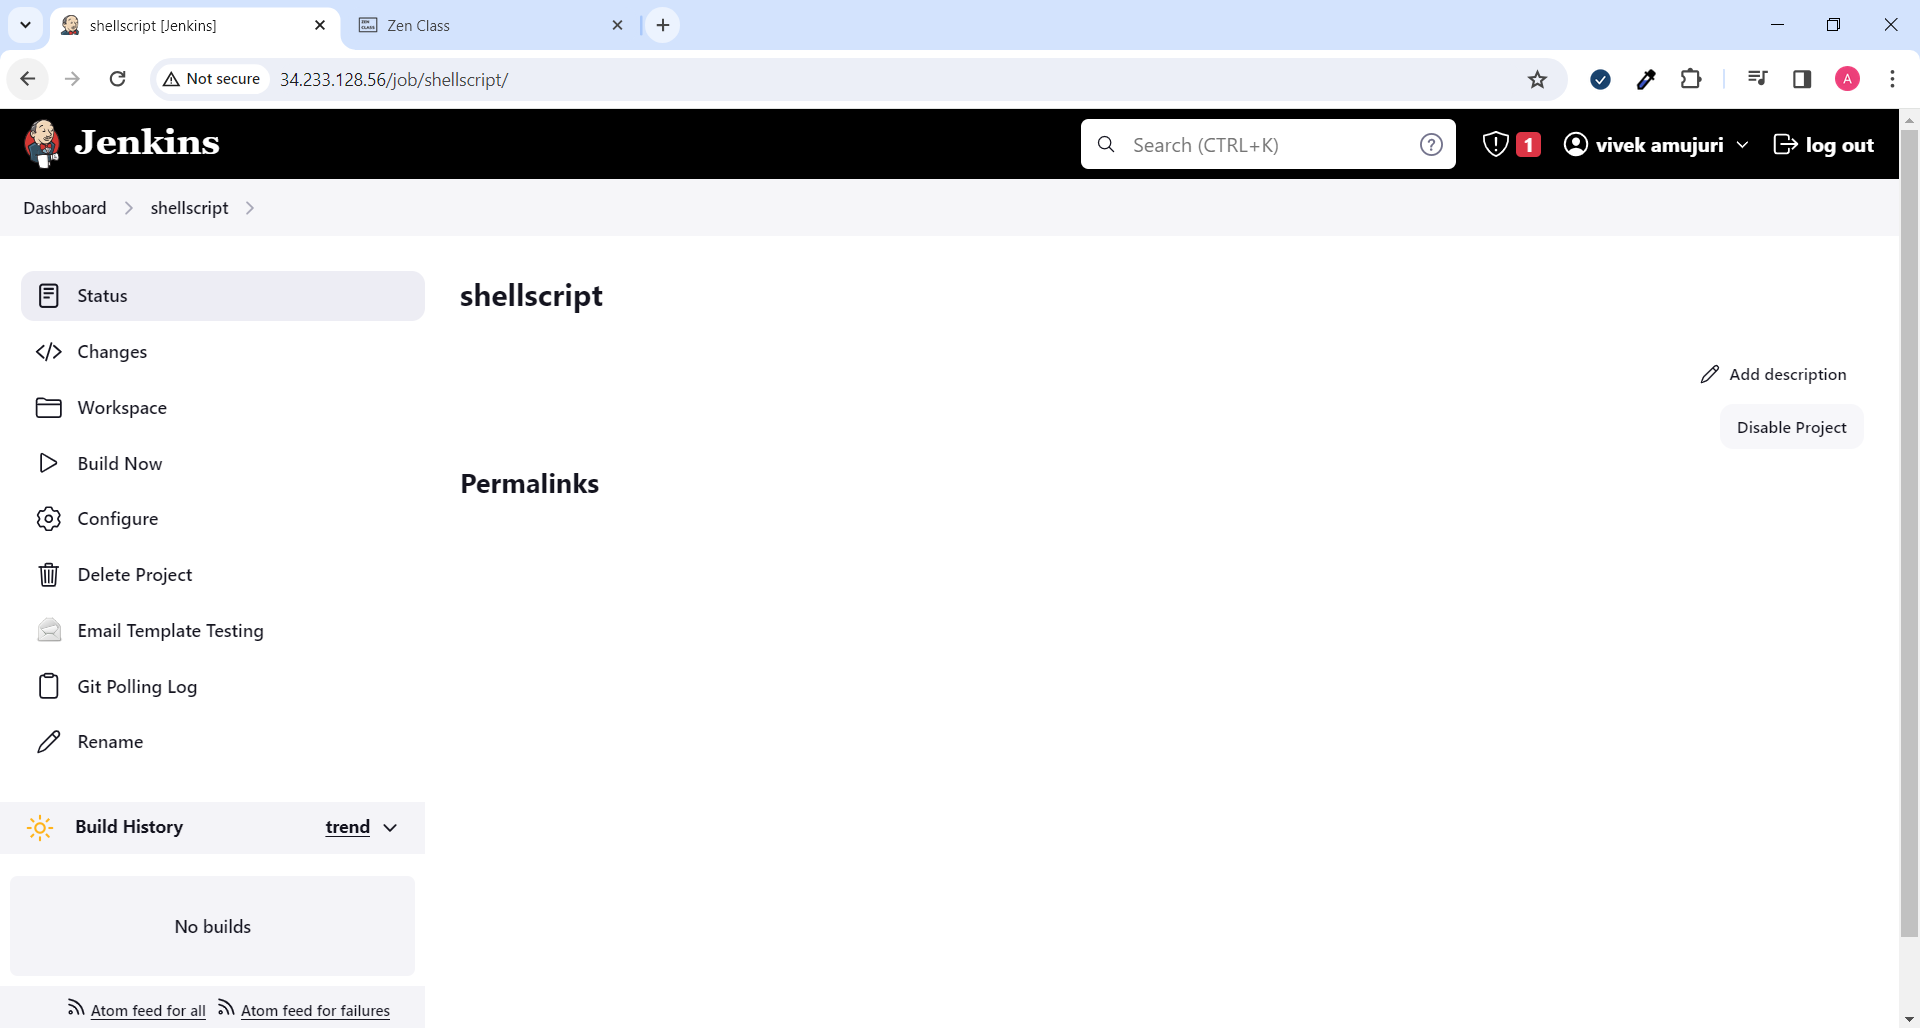 shellscript [Jenkins]
Zen Class
Not secure
34.233.128.56/job/shellscript/
A
Jenkins
Search (CTRL+K)
?
1
vivek amujuri
log out
Dashboard
shellscript
Status
shellscript
Changes
Add description
Workspace
Disable Project
Build Now
Permalinks
Configure
Delete Project
Email Template Testing
Git Polling Log
Rename
Build History
trend
No builds
Atom feed for all
Atom feed for failures